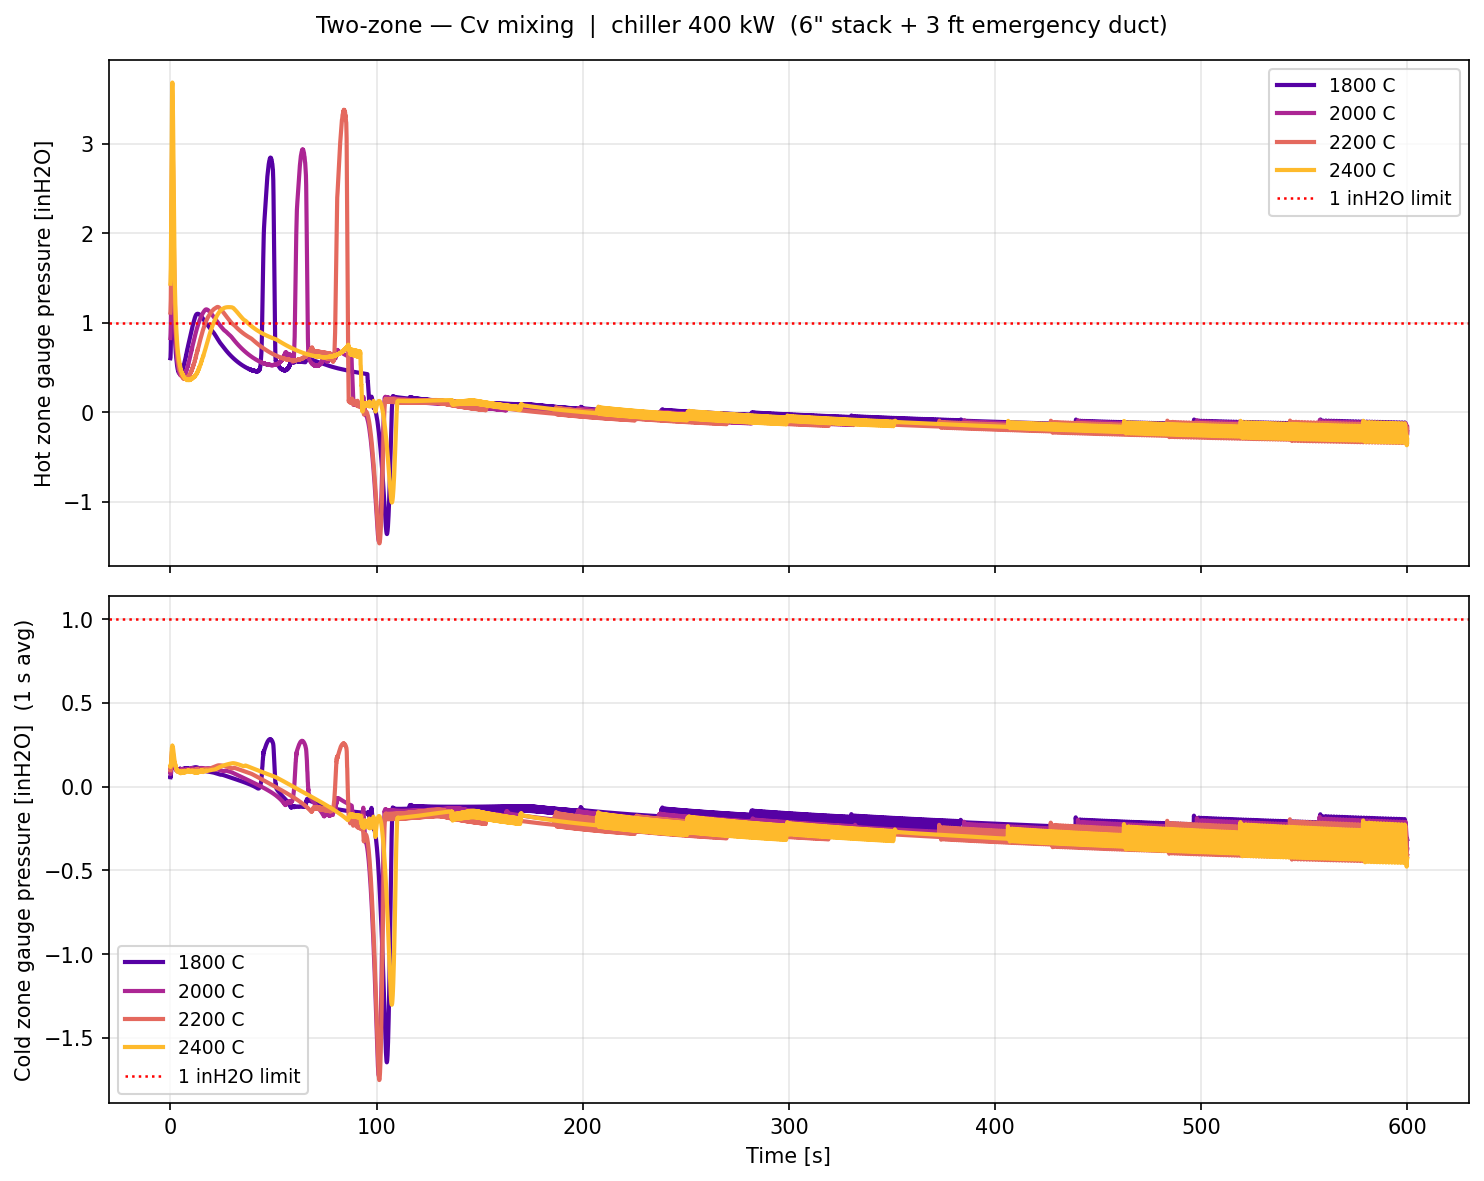 Two-zone — Cv mixing  |  chiller 400 kW  (6" stack + 3 ft emergency duct)
Hot zone gauge pressure [inH2O]
3
2
1
0
−1
1800 C
2000 C
2200 C
2400 C
1 inH2O limit
Cold zone gauge pressure [inH2O]  (1 s avg)
1.0
0.5
0.0
−0.5
−1.0
−1.5
1800 C
2000 C
2200 C
2400 C
1 inH2O limit
0 100 200 300 400 500 600
Time [s]